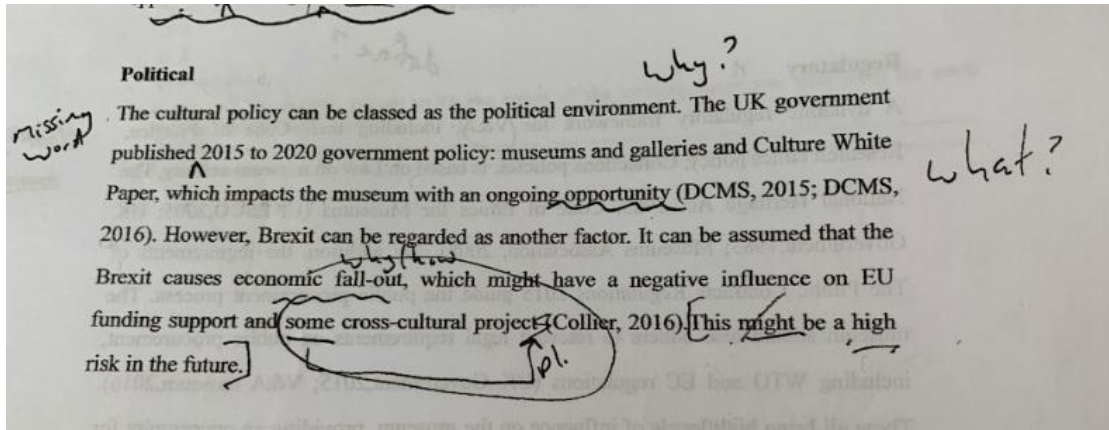 why?
Political
The cultural policy can be classed as the political environment. The UK government
missing
word
published 2015 to 2020 government policy: museums and galleries and Culture White
what?
Paper, which impacts the museum with an ongoing opportunity (DCMS, 2015; DCMS,
2016). However, Brexit can be regarded as another factor. It can be assumed that the
why/how
Brexit causes economic fall-out, which might have a negative influence on EU
funding support and some cross-cultural project (Collier, 2016). This might be a high
risk in the future.
pl.